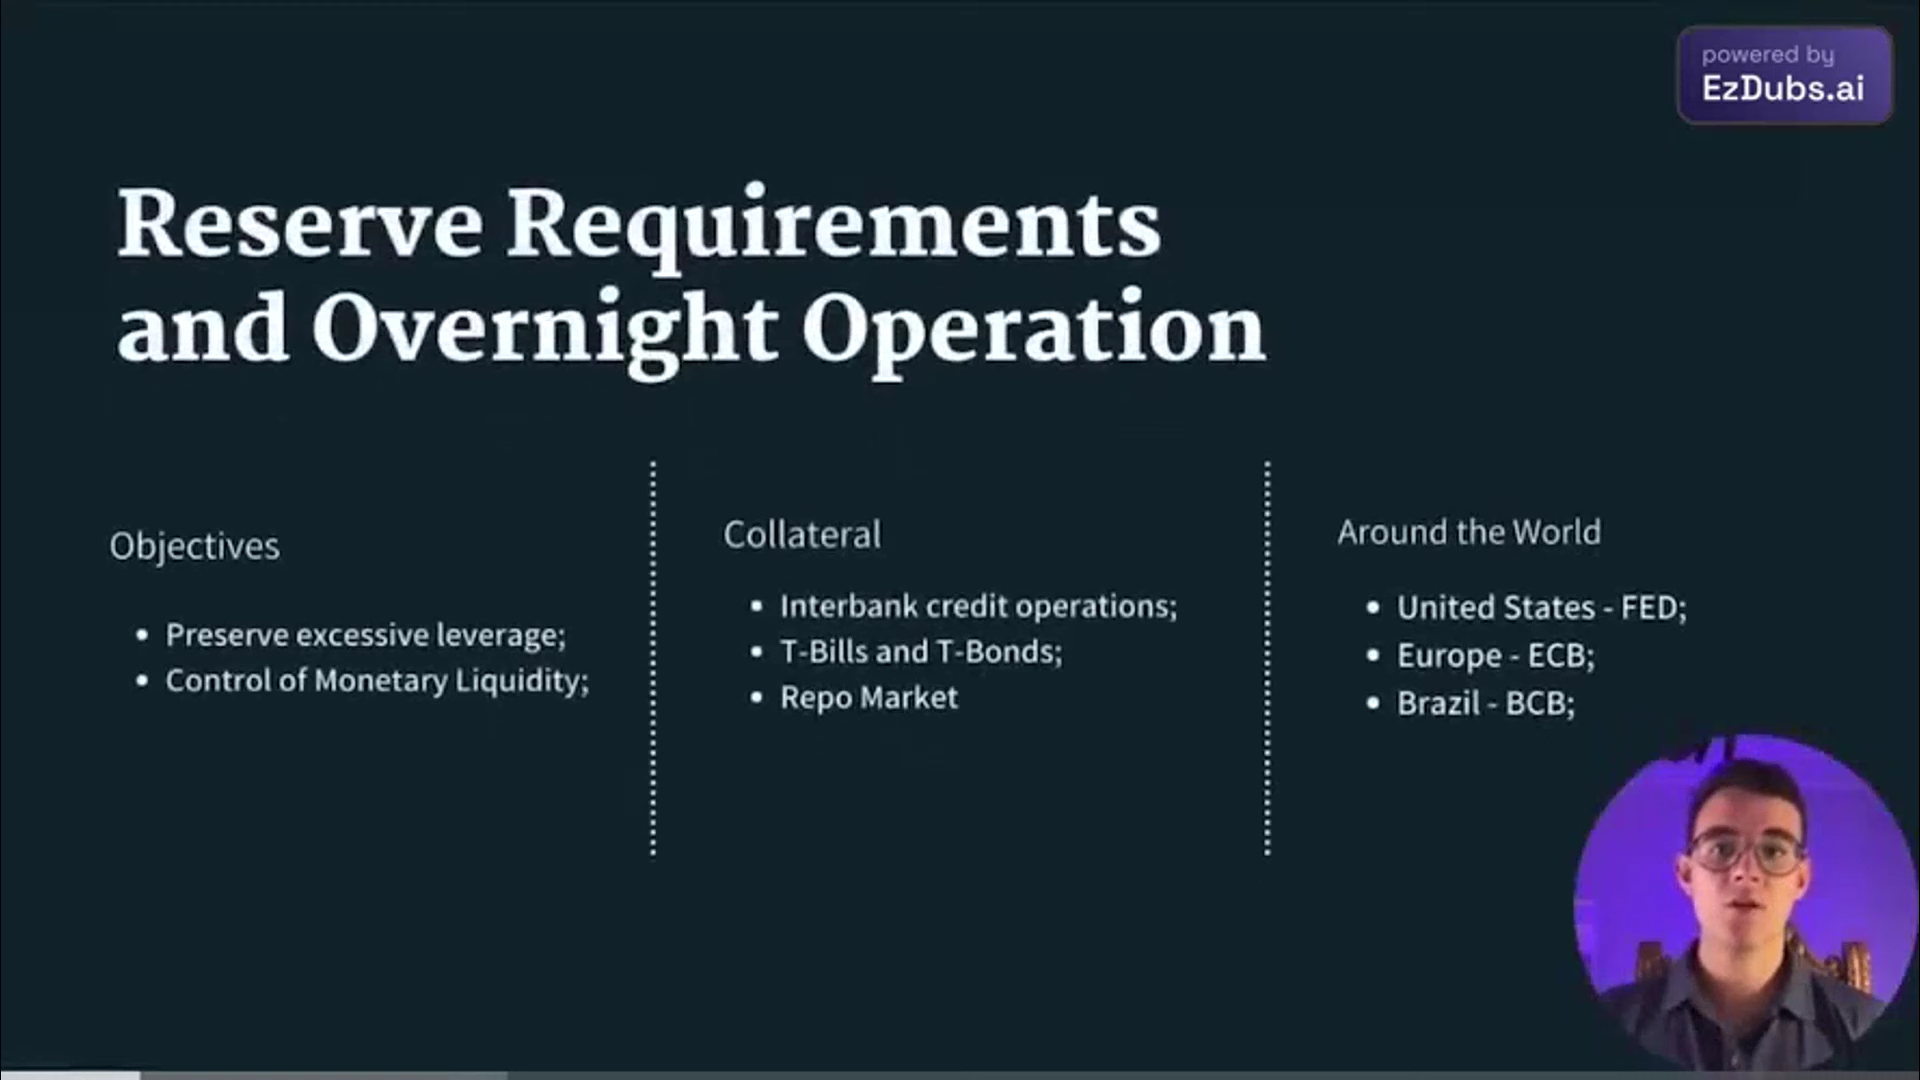 powered by
EzDubs.ai
Reserve Requirements
and Overnight Operation
Objectives
• Preserve excessive leverage;
• Control of Monetary Liquidity;
Collateral
• Interbank credit operations;
• T-Bills and T-Bonds;
• Repo Market
Around the World
• United States - FED;
• Europe - ECB;
• Brazil - BCB;